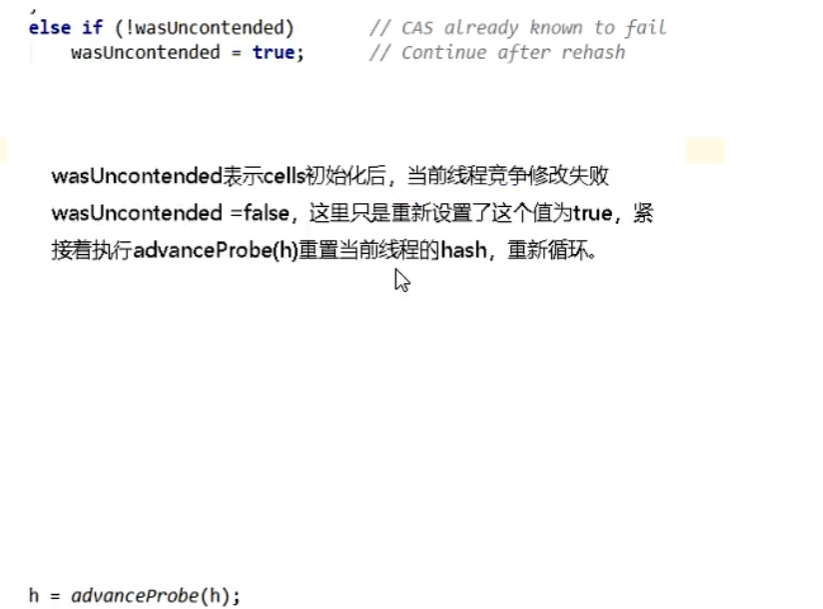 else if (!wasUncontended) // CAS already known to fail
wasUncontended = true; // Continue after rehash
wasUncontended表示cells初始化后，当前线程竞争修改失败
wasUncontended =false，这里只是重新设置了这个值为true，紧
接着执行advanceProbe(h)重置当前线程的hash，重新循环。
h = advanceProbe(h);